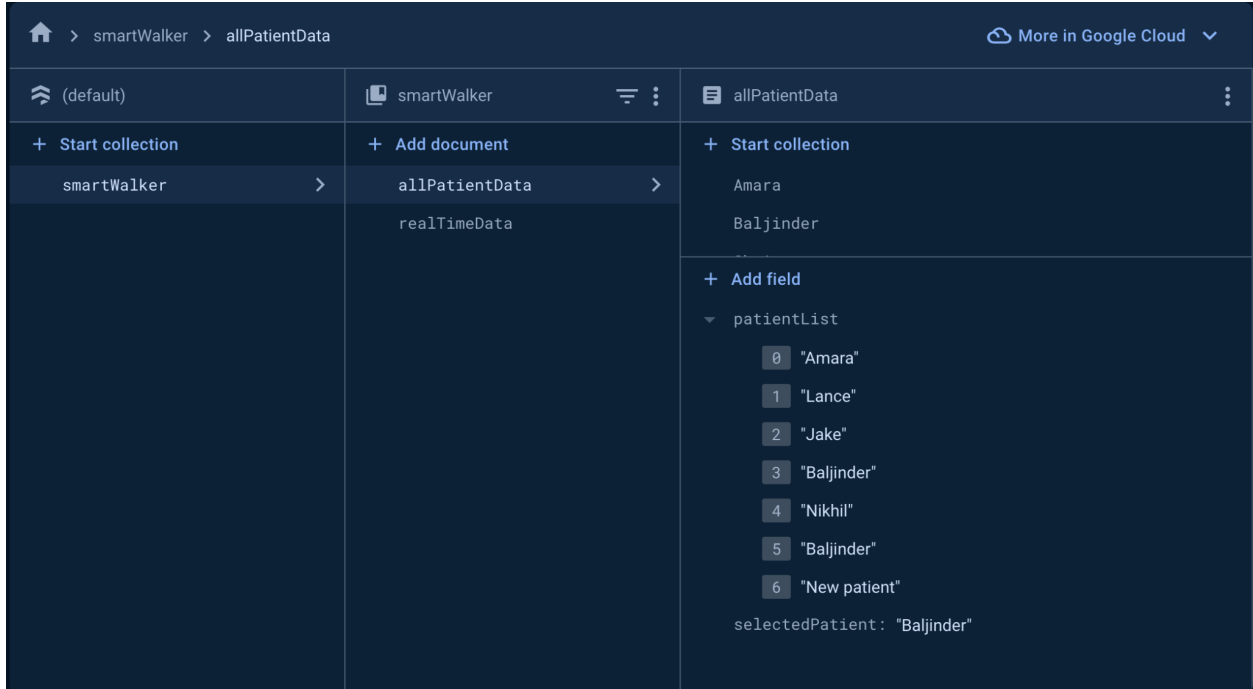 smartWalker > allPatientData More in Google Cloud
(default) smartWalker allPatientData
+ Start collection + Add document + Start collection
smartWalker allPatientData Amara
realTimeData Baljinder
+ Add field
patientList
0 "Amara"
1 "Lance"
2 "Jake"
3 "Baljinder"
4 "Nikhil"
5 "Baljinder"
6 "New patient"
selectedPatient: "Baljinder"